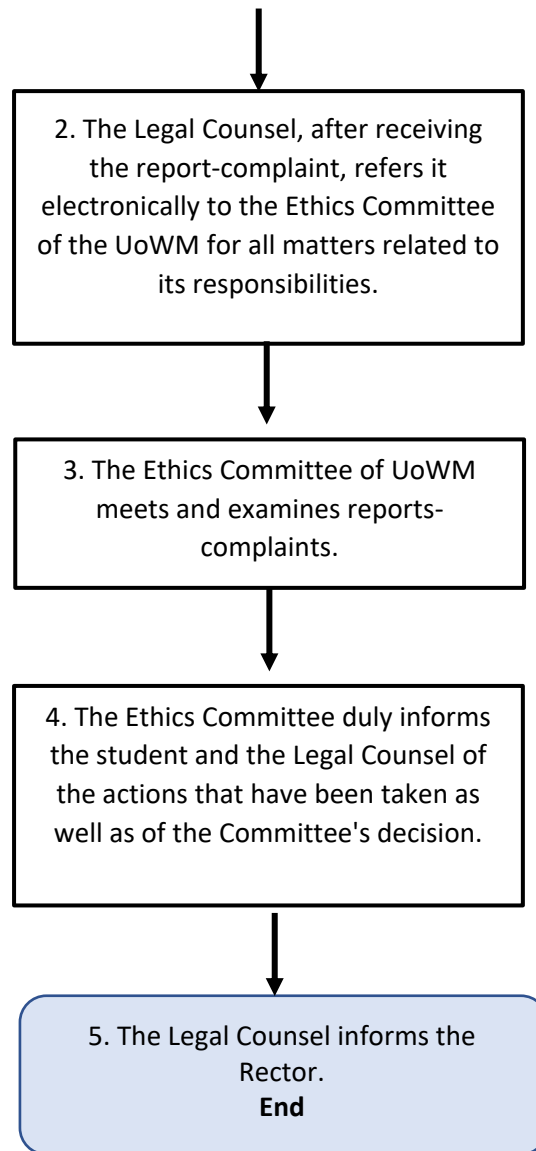 2. The Legal Counsel, after receiving
the report-complaint, refers it
electronically to the Ethics Committee
of the UoWM for all matters related to
its responsibilities.
3. The Ethics Committee of UoWM
meets and examines reports-
complaints.
4. The Ethics Committee duly informs
the student and the Legal Counsel of
the actions that have been taken as
well as of the Committee's decision.
5. The Legal Counsel informs the
Rector.
End